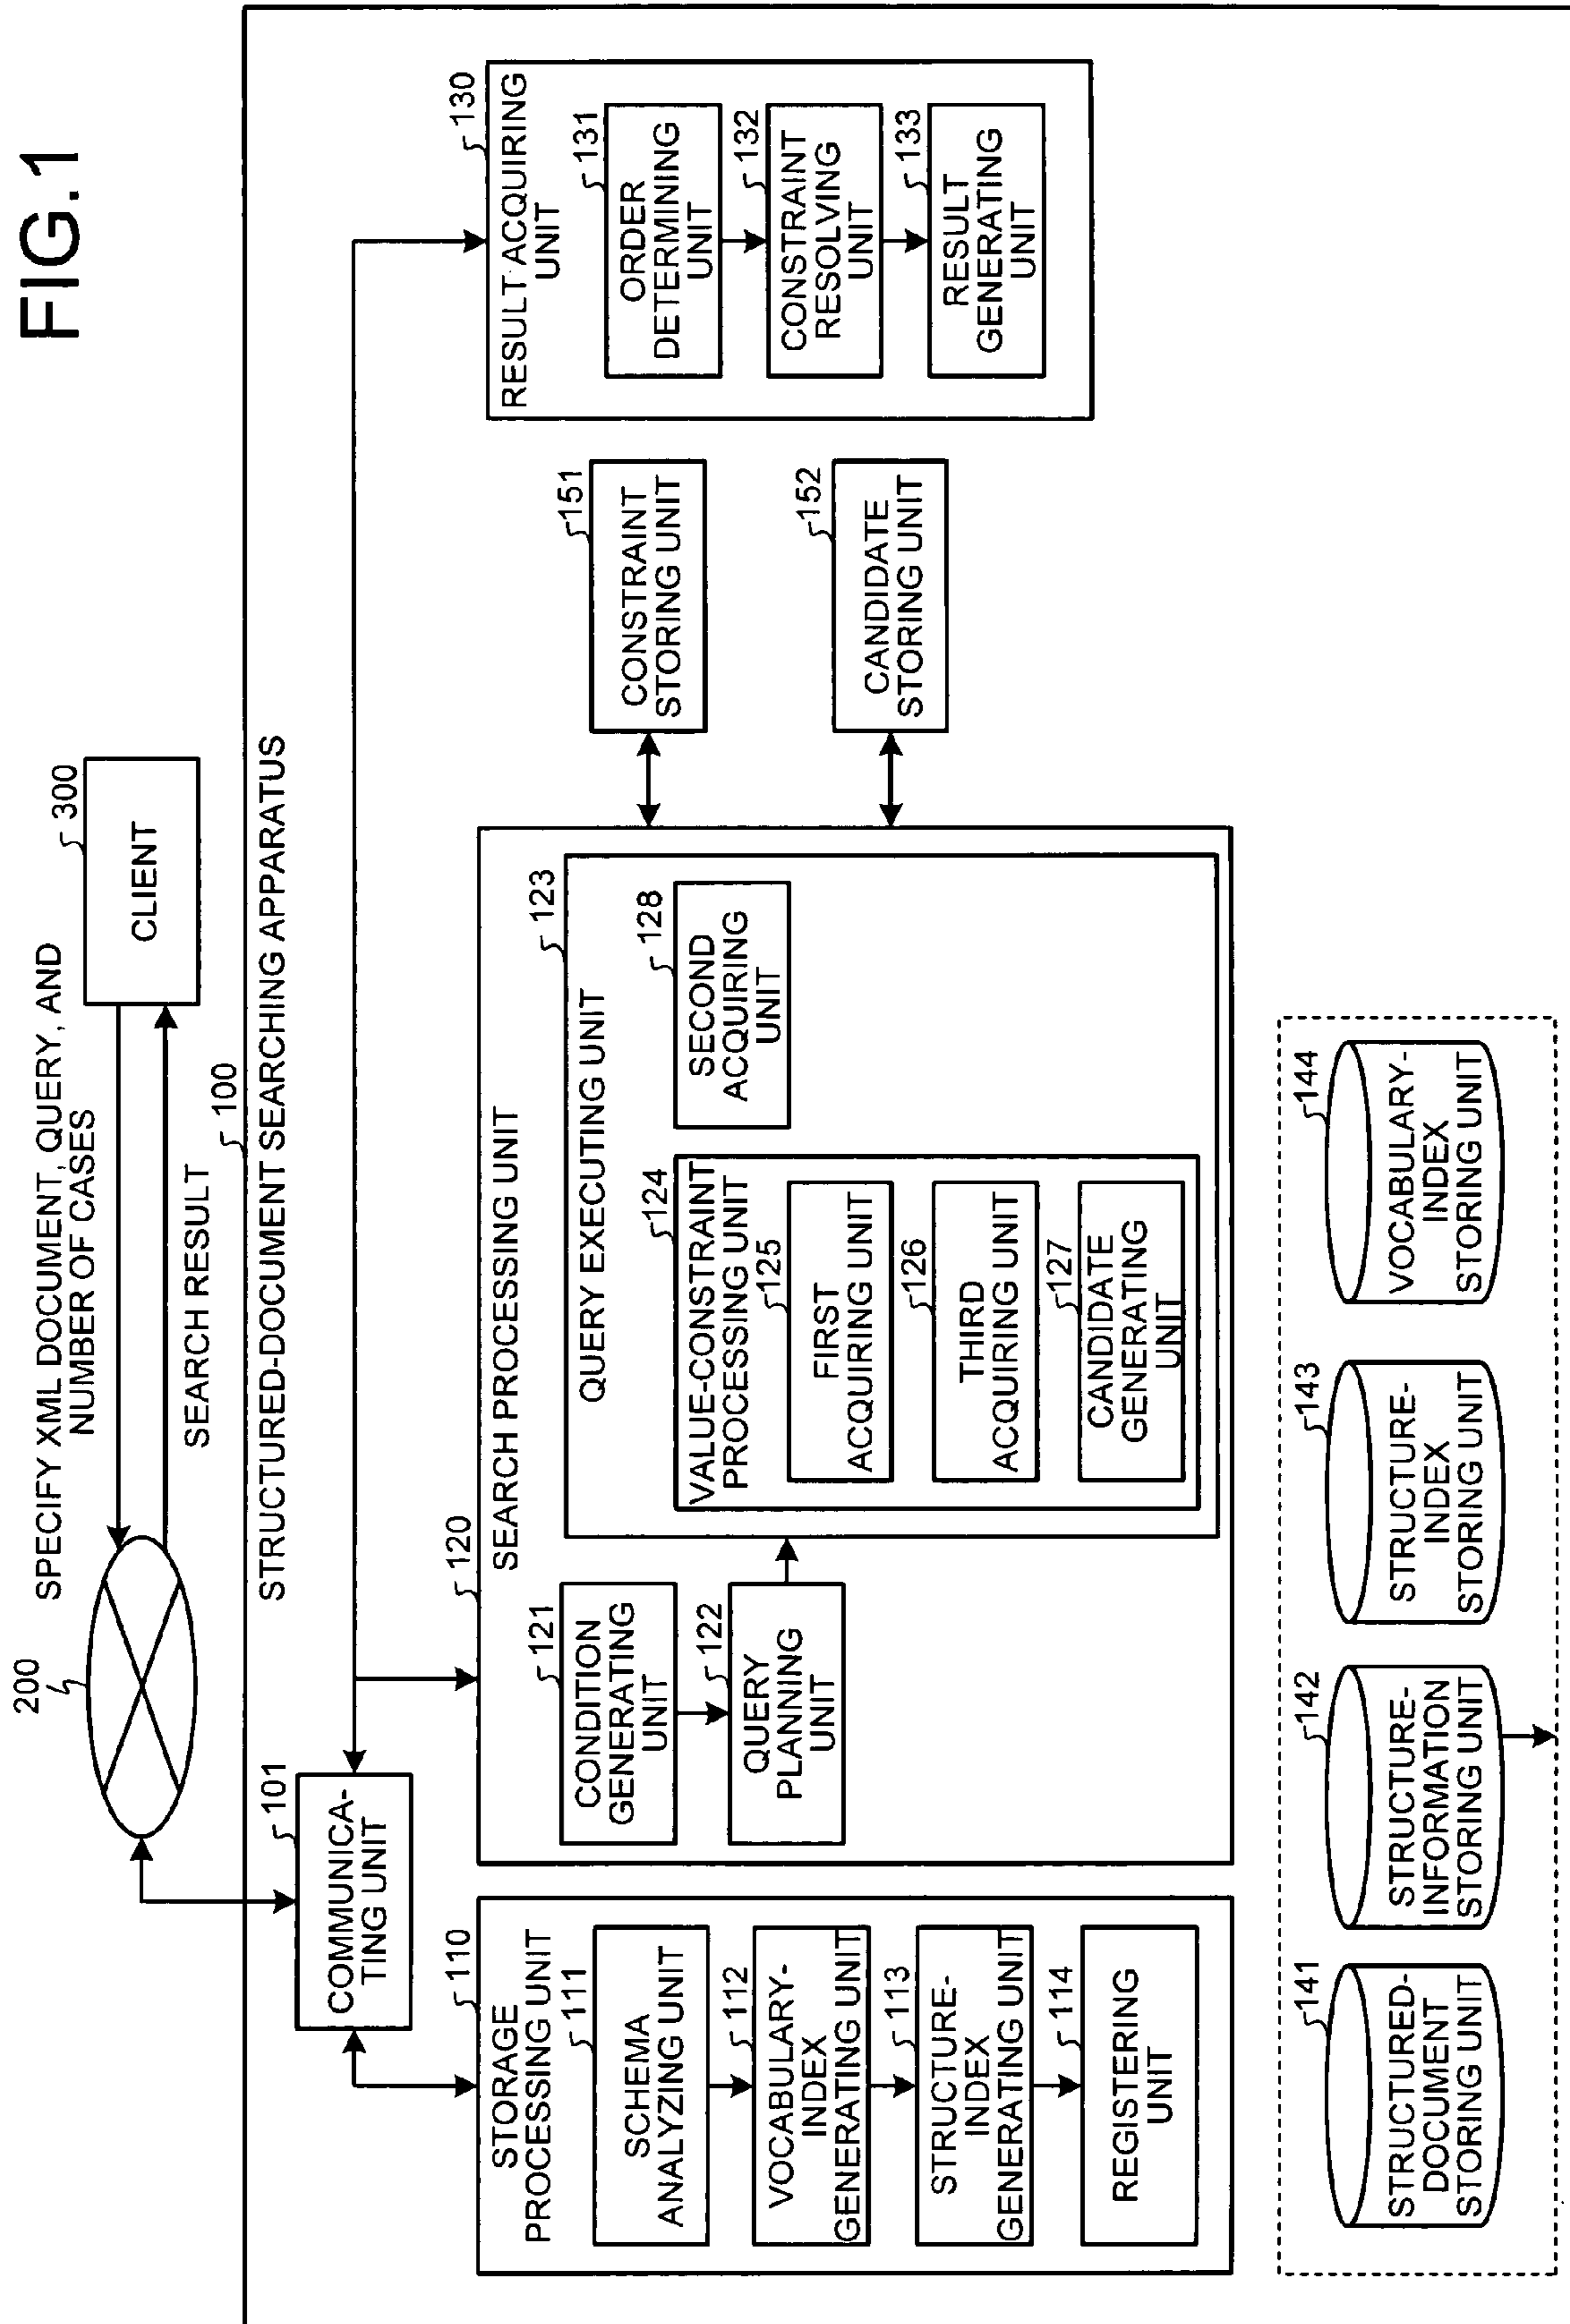 FIG.1
200
SPECIFY XML DOCUMENT, QUERY, AND
NUMBER OF CASES
SEARCH RESULT
300
CLIENT
100
STRUCTURED-DOCUMENT SEARCHING APPARATUS
101
COMMUNICA-
TING UNIT
110
STORAGE
PROCESSING UNIT
111
SCHEMA
ANALYZING UNIT
112
VOCABULARY-
INDEX
GENERATING UNIT
113
STRUCTURE-
INDEX
GENERATING UNIT
114
REGISTERING
UNIT
120
SEARCH PROCESSING UNIT
121
CONDITION
GENERATING
UNIT
122
QUERY
PLANNING
UNIT
123
QUERY EXECUTING UNIT
124
VALUE-CONSTRAINT
PROCESSING UNIT
125
FIRST
ACQUIRING UNIT
126
THIRD
ACQUIRING UNIT
127
CANDIDATE
GENERATING
UNIT
128
SECOND
ACQUIRING
UNIT
151
CONSTRAINT
STORING UNIT
152
CANDIDATE
STORING UNIT
130
RESULT ACQUIRING
UNIT
131
ORDER
DETERMINING
UNIT
132
CONSTRAINT
RESOLVING
UNIT
133
RESULT
GENERATING
UNIT
141
STRUCTURED-
DOCUMENT
STORING UNIT
142
STRUCTURE-
INFORMATION
STORING UNIT
143
STRUCTURE-
INDEX
STORING UNIT
144
VOCABULARY-
INDEX
STORING UNIT